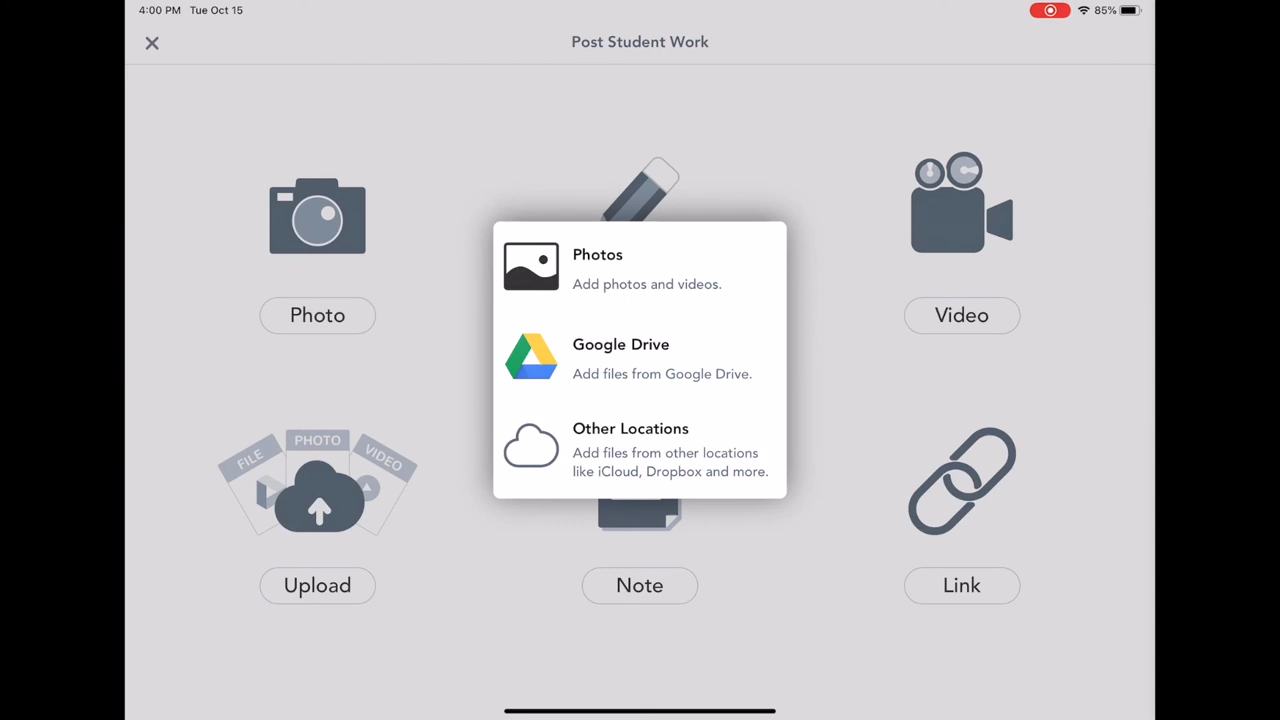 4:00 PM Tue Oct 15
85%
Post Student Work
Photos
Add photos and videos.
Google Drive
Add files from Google Drive.
Other Locations
Add files from other locations
like iCloud, Dropbox and more.
Photo
Video
FILE
PHOTO
VIDEO
Upload
Note
Link